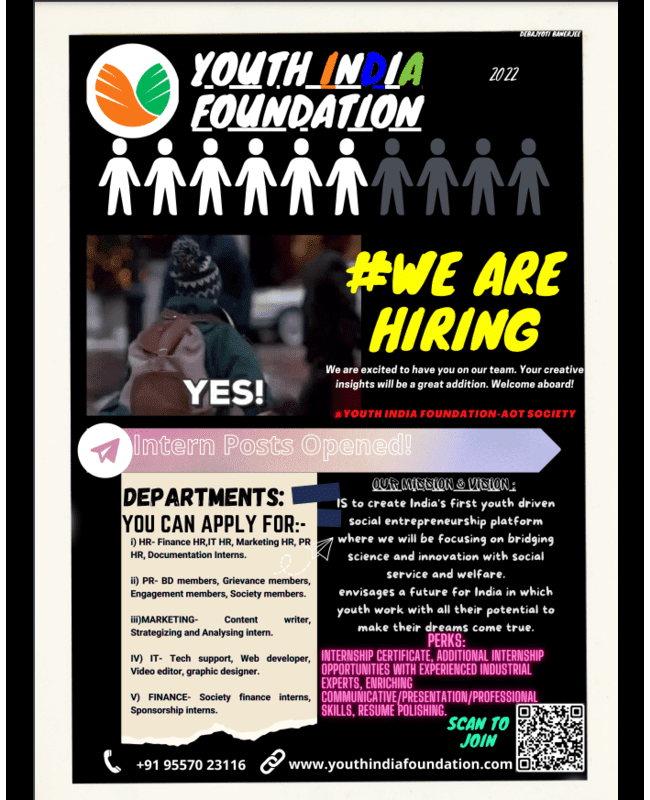 DEBAJYOTI BANERJEE
YOUTH INDIA
FOUNDATION
2022
YES!
#WE ARE
HIRING
We are excited to have you on our team. Your creative
insights will be a great addition. Welcome aboard!
#YOUTH INDIA FOUNDATION-AOT SOCIETY
Intern Posts Opened!
DEPARTMENTS:
YOU CAN APPLY FOR:-
i) HR- Finance HR,IT HR, Marketing HR, PR
HR, Documentation Interns.
ii) PR- BD members, Grievance members,
Engagement members, Society members.
iii)MARKETING- Content writer,
Strategizing and Analysing intern.
IV) IT- Tech support, Web developer,
Video editor, graphic designer.
V) FINANCE- Society finance interns,
Sponsorship interns.
OUR MISSION & VISION :
IS to create India's first youth driven
social entrepreneurship platform
where we will be focusing on bridging
science and innovation with social
service and welfare.
envisages a future for India in which
youth work with all their potential to
make their dreams come true.
PERKS:
INTERNSHIP CERTIFICATE, ADDITIONAL INTERNSHIP
OPPORTUNITIES WITH EXPERIENCED INDUSTRIAL
EXPERTS, ENRICHING
COMMUNICATIVE/PRESENTATION/PROFESSIONAL
SKILLS, RESUME POLISHING.
SCAN TO
JOIN
+91 95570 23116
www.youthindiafoundation.com